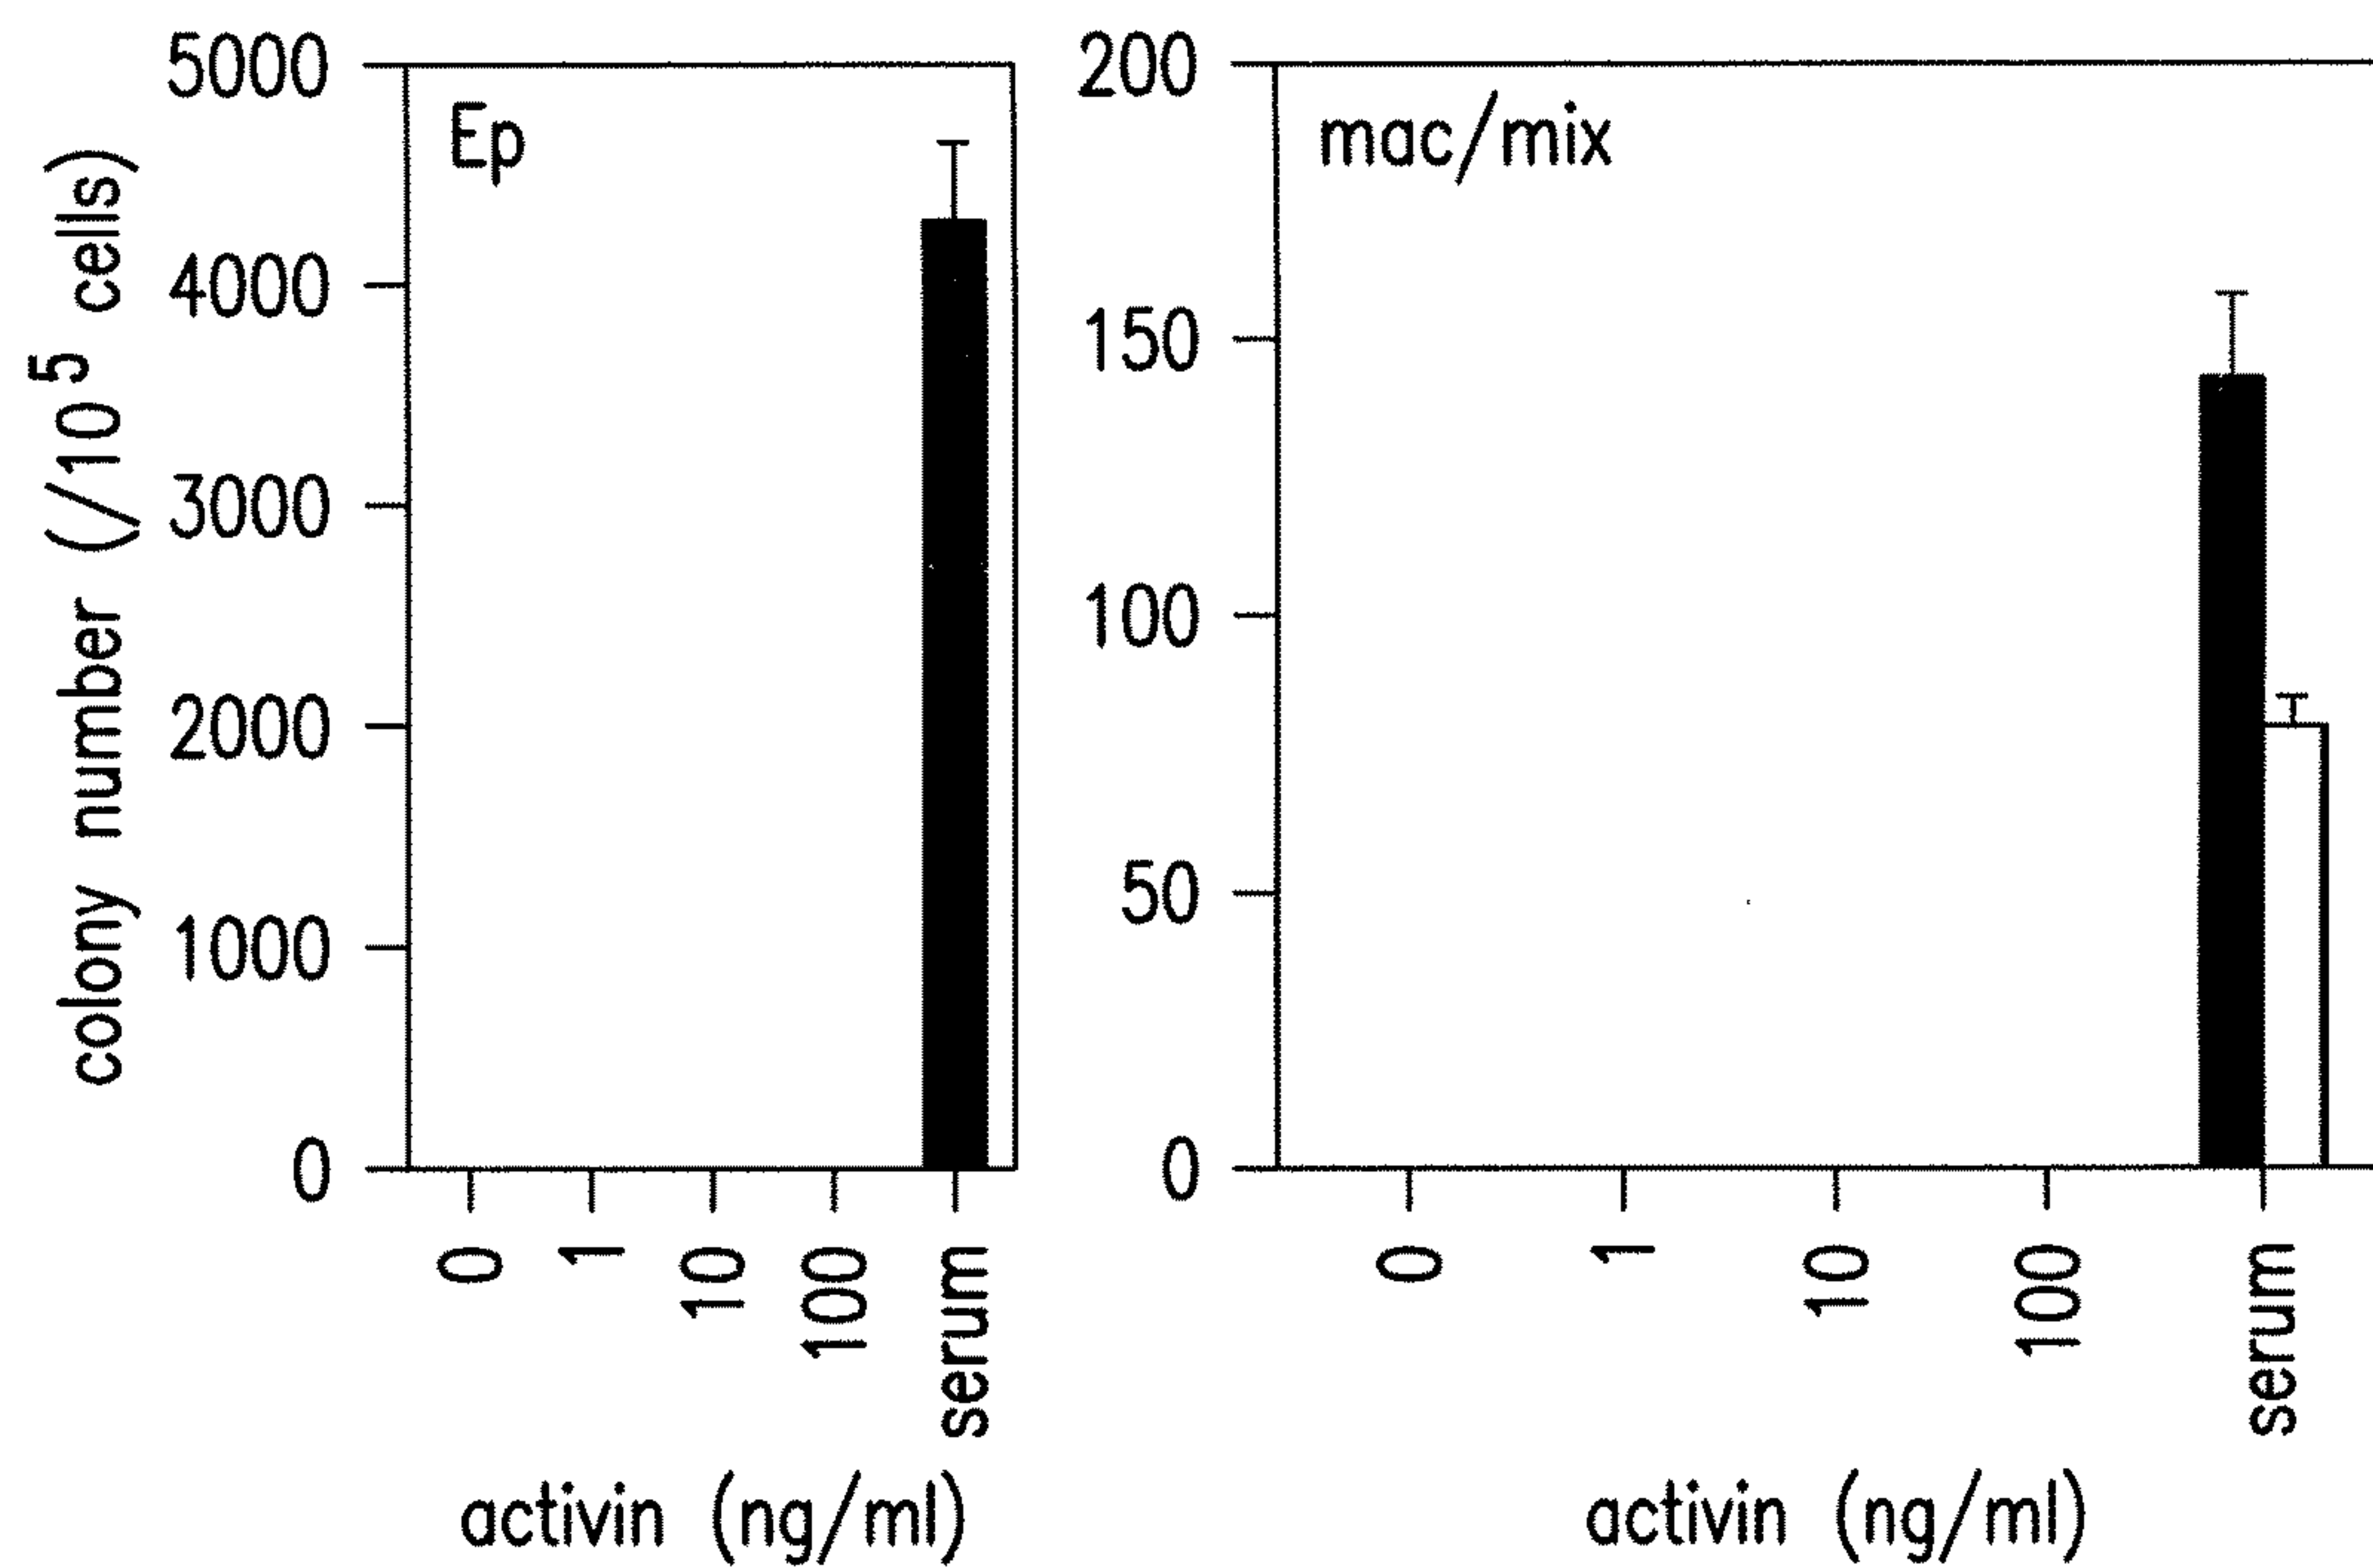 colony number (/10⁵ cells)
5000
4000
3000
2000
1000
0
Ep
0
1
10
100
serum
activin (ng/ml)
200
150
100
50
0
mac/mix
0
1
10
100
serum
activin (ng/ml)